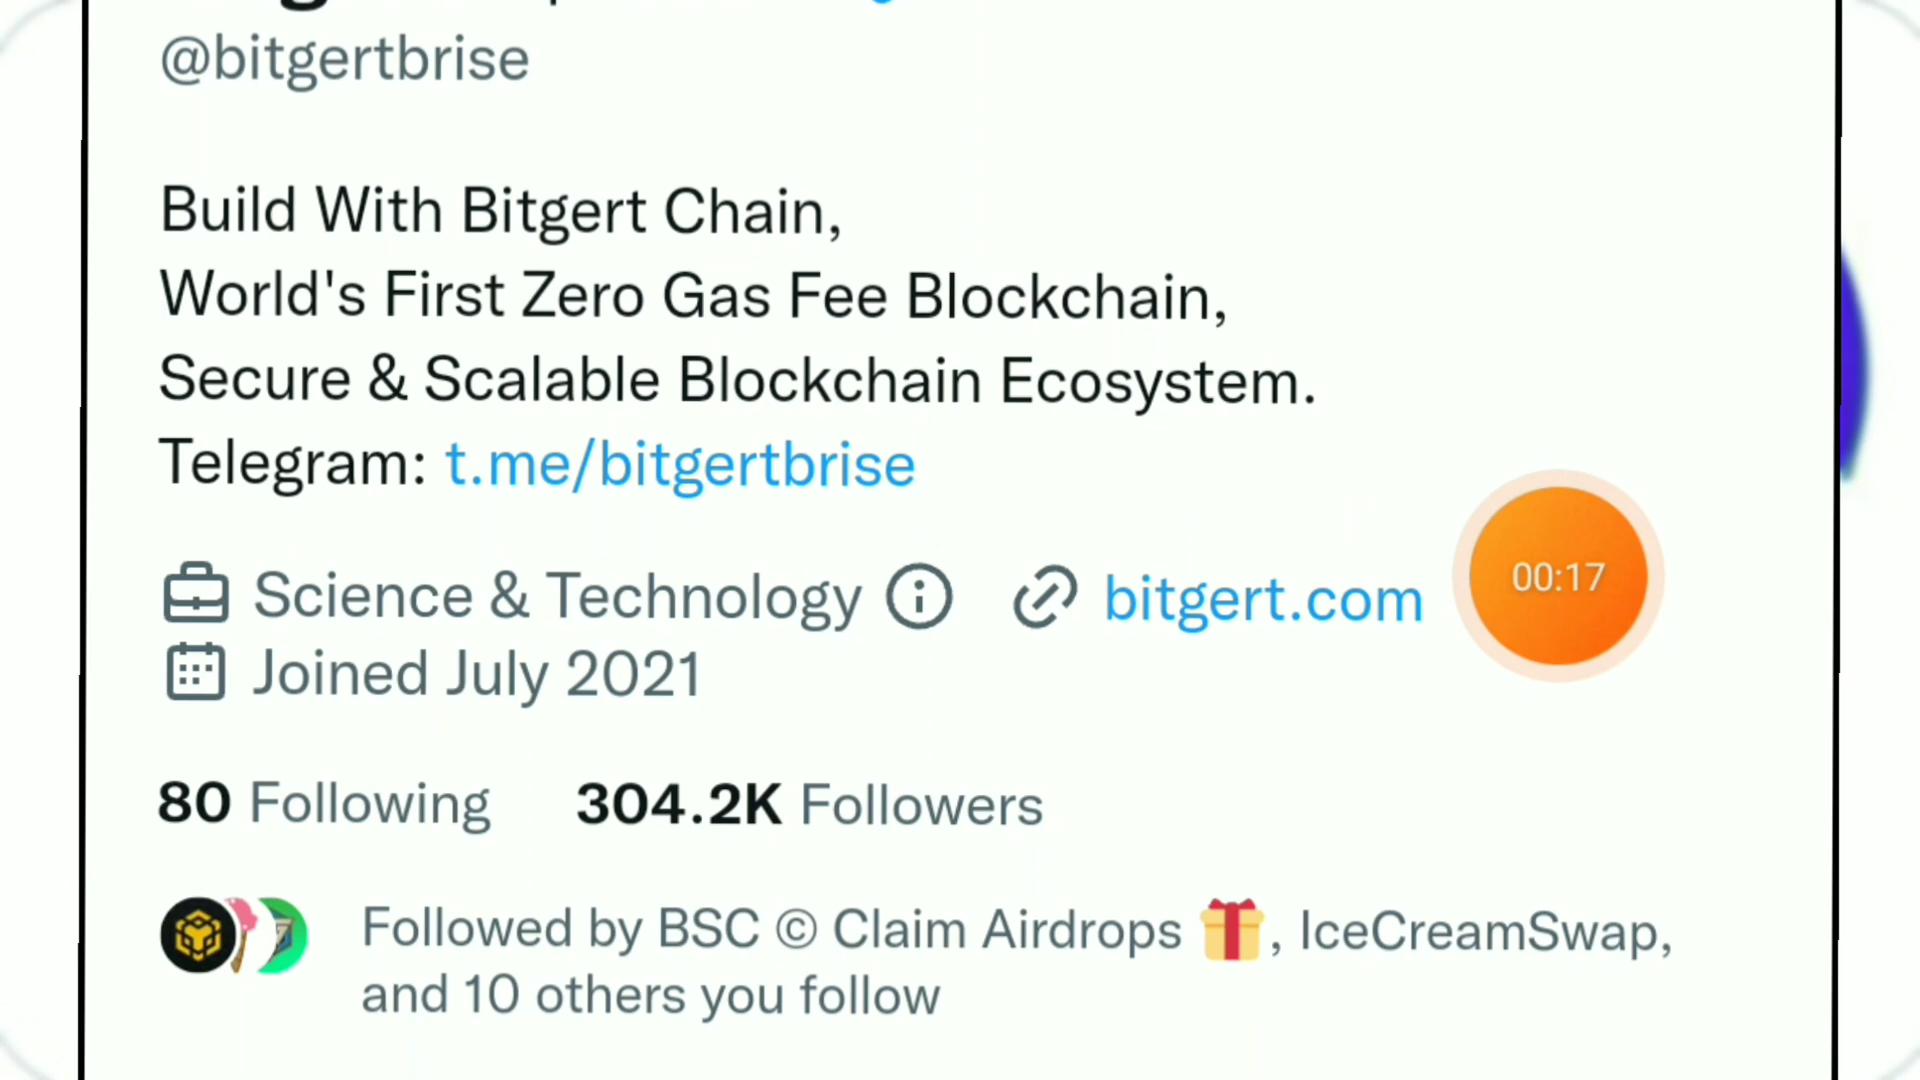 @bitgertbrise
Build With Bitgert Chain,
World's First Zero Gas Fee Blockchain,
Secure & Scalable Blockchain Ecosystem.
Telegram: t.me/bitgertbrise
Science & Technology bitgert.com
00:17
Joined July 2021
80 Following 304.2K Followers
Followed by BSC © Claim Airdrops 🎁, IceCreamSwap,
and 10 others you follow